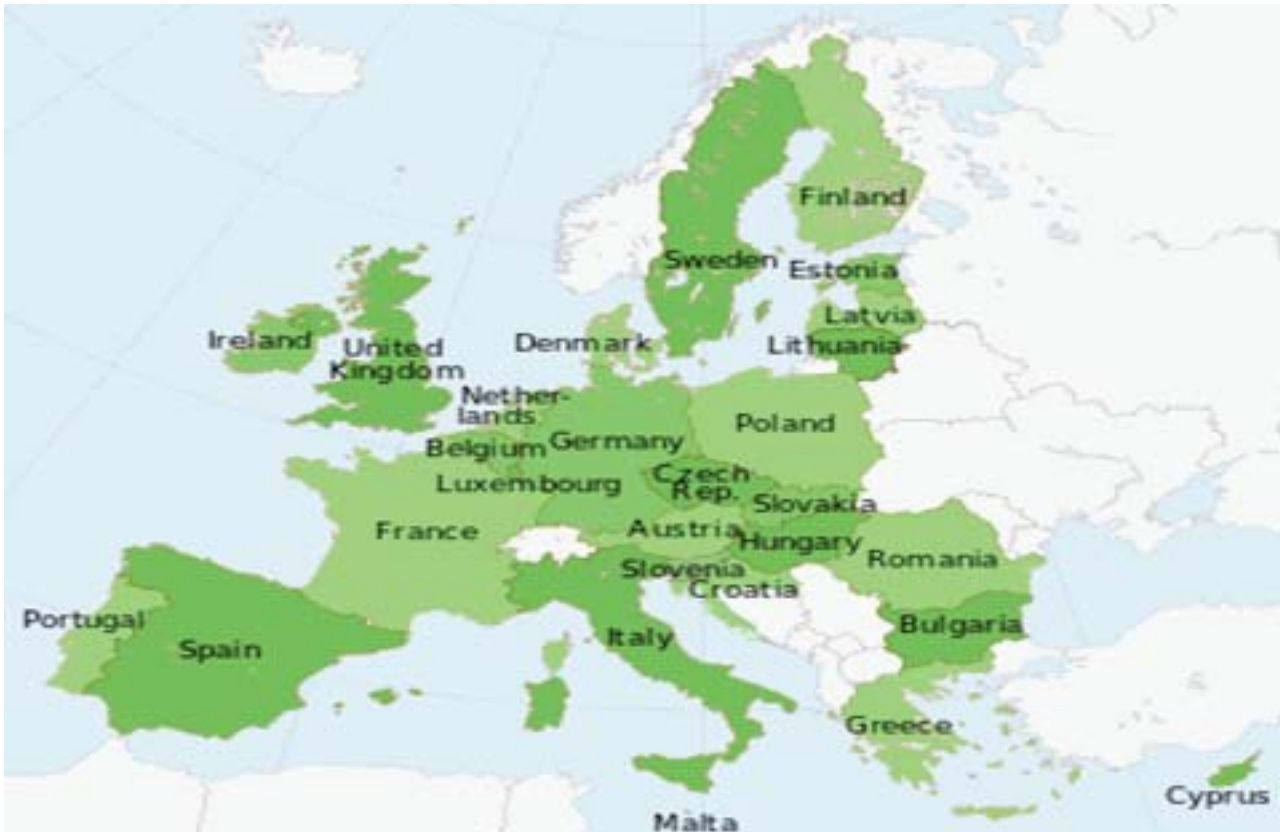 Finland
Sweden
Estonia
Latvia
Lithuania
Ireland
United
Kingdom
Denmark
Nether-
lands
Belgium
Germany
Poland
Luxembourg
Czech
Rep.
Slovakia
France
Austria
Hungary
Romania
Slovenia
Croatia
Portugal
Spain
Italy
Bulgaria
Greece
Cyprus
Malta